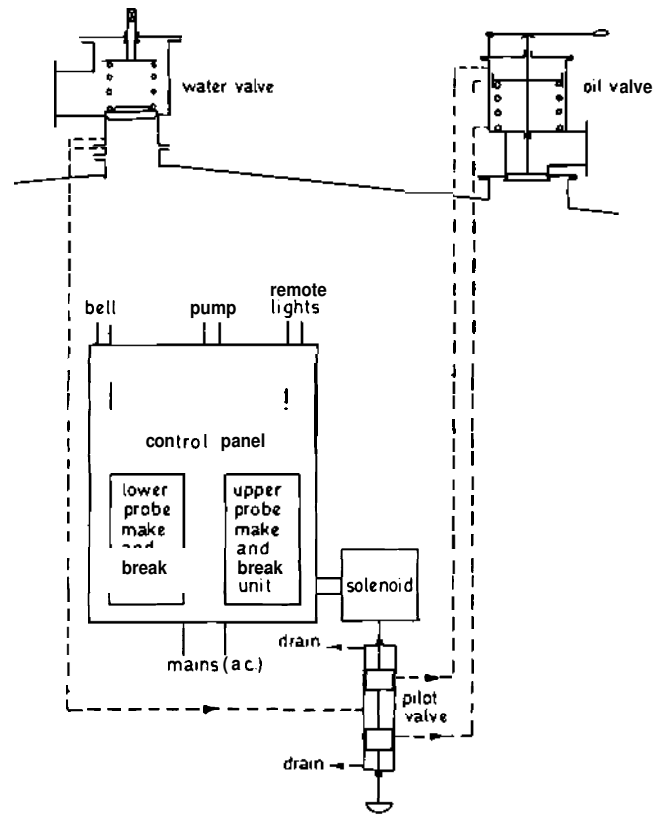 water valve
oil valve
bell
pump
remote
lights
control panel
lower
probe
make
and
break
upper
probe
make
and
break
unit
solenoid
mains (a.c.)
drain
pilot
valve
drain